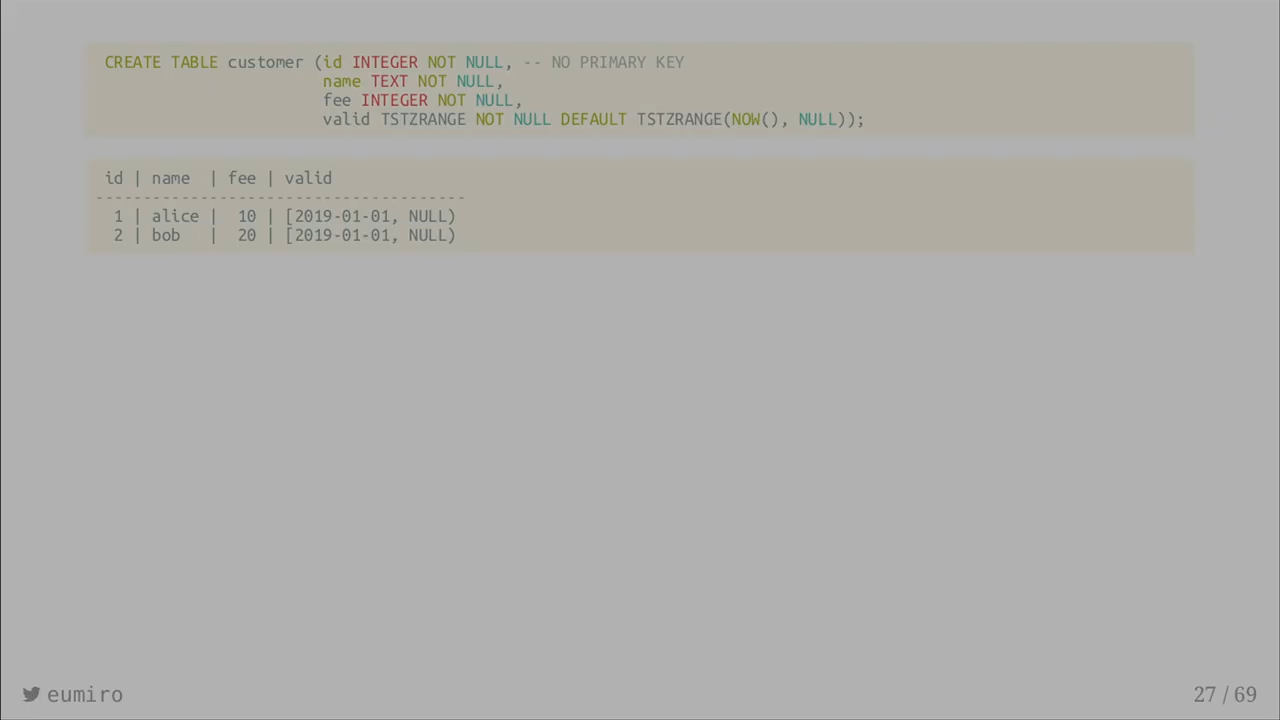 CREATE TABLE customer (id INTEGER NOT NULL, -- NO PRIMARY KEY
name TEXT NOT NULL,
fee INTEGER NOT NULL,
valid TSTZRANGE NOT NULL DEFAULT TSTZRANGE(NOW(), NULL));
id | name | fee | valid
---------------------------------------
1 | alice | 10 | [2019-01-01, NULL)
2 | bob | 20 | [2019-01-01, NULL)
eumiro
27 / 69